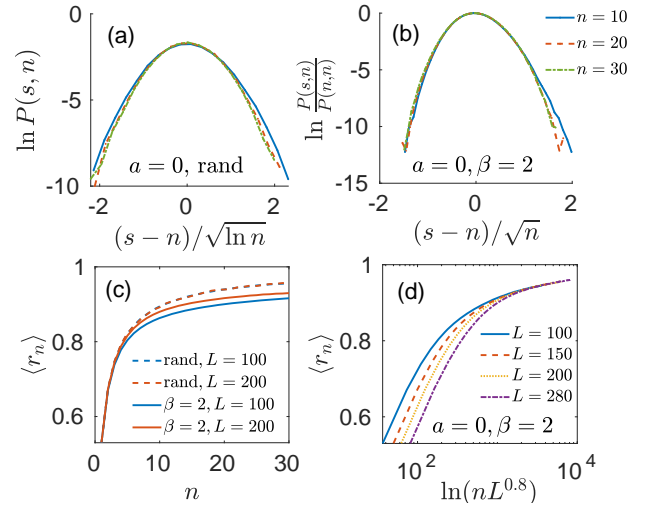 (a)
ln P(s, n)
0
-5
-10
a = 0, rand
-2 0 2
(s − n)/√ln n
(b)
ln P(s,n)/P(n,n)
0
-5
-10
-15
a = 0, β = 2
-2 0 2
(s − n)/√n
n = 10
n = 20
n = 30
(c)
⟨r_n⟩
1
0.8
0.6
rand, L = 100
rand, L = 200
β = 2, L = 100
β = 2, L = 200
0 10 20 30
n
(d)
⟨r_n⟩
1
0.8
0.6
L = 100
L = 150
L = 200
L = 280
a = 0, β = 2
10^2 10^4
ln(nL^0.8)